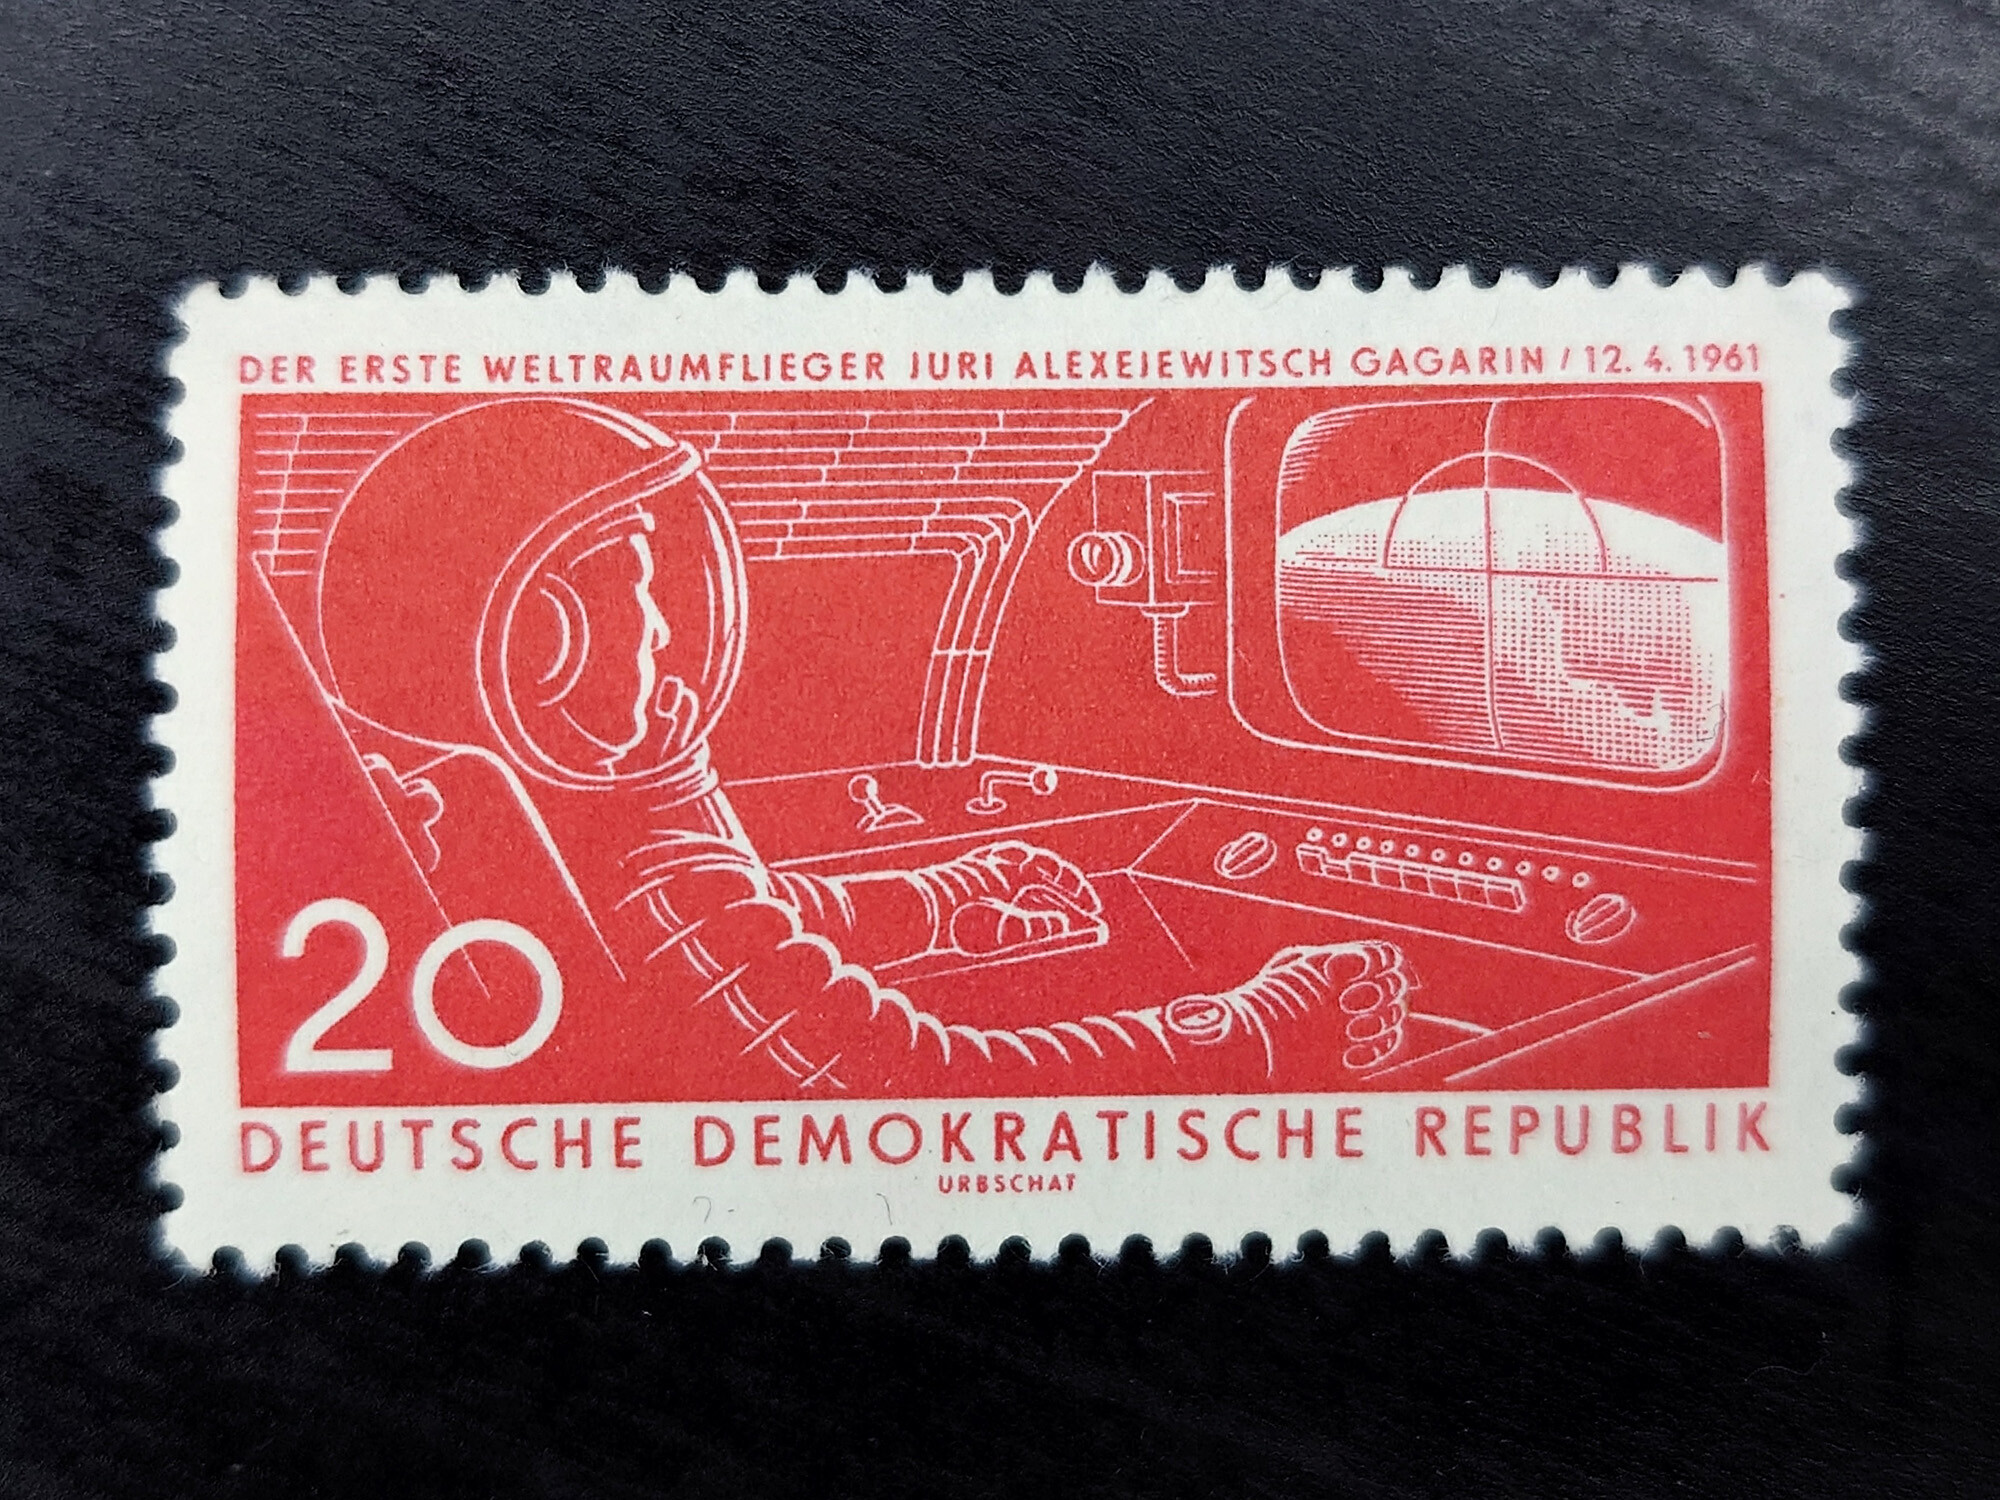 DER ERSTE WELTRAUMFLIEGER JURI ALEXEJEWITSCH GAGARIN / 12. 4. 1961
20
DEUTSCHE DEMOKRATISCHE REPUBLIK
URBSCHAT